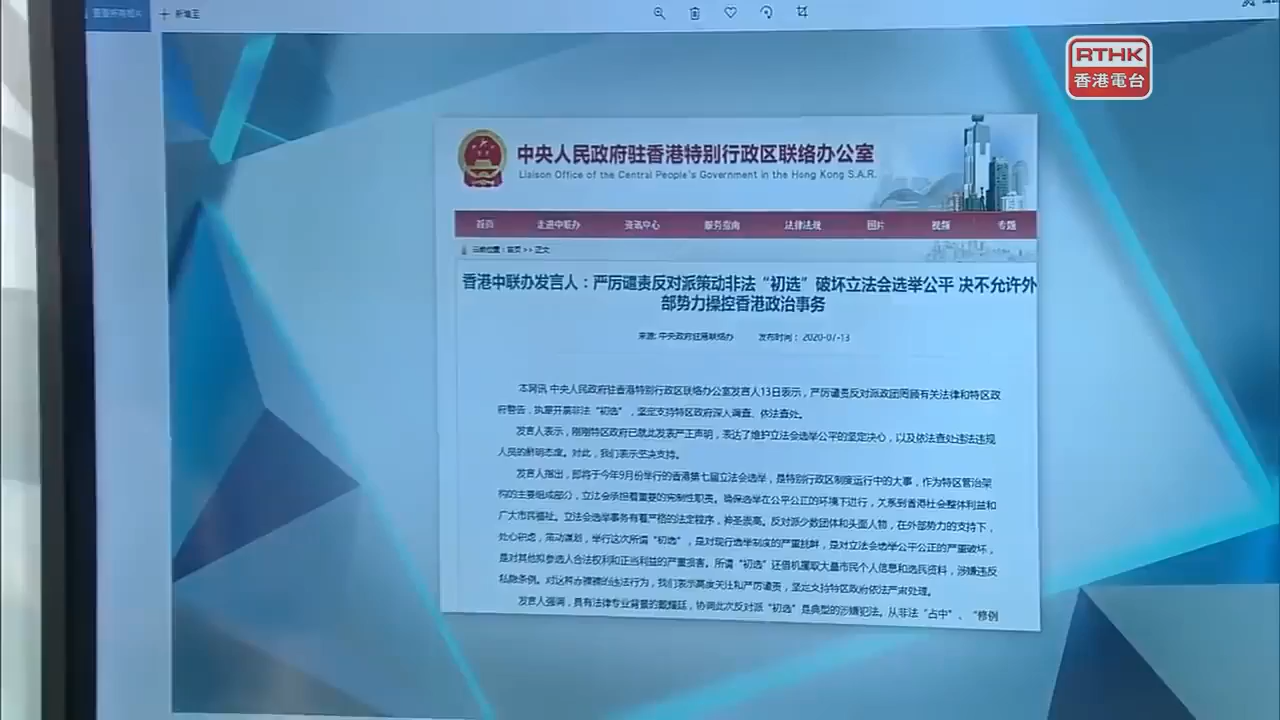 新增至
RTHK
香港電台
中央人民政府驻香港特别行政区联络办公室
Liaison Office of the Central People's Government in the Hong Kong S.A.R.
首页 走进中联办 资讯中心 服务指南 法律法规 图片 视频 专题
当前位置：首页 >> 正文
香港中联办发言人：严厉谴责反对派策动非法“初选”破坏立法会选举公平 决不允许外
部势力操控香港政治事务
来源: 中央政府驻港联络办 发布时间： 2020-07-13
本网讯 中央人民政府驻香港特别行政区联络办公室发言人13日表示，严厉谴责反对派政团罔顾有关法律和特区政
府警告，执意开展非法“初选”，坚定支持特区政府深入调查、依法查处。
发言人表示，刚刚特区政府已就此发表严正声明，表达了维护立法会选举公平的坚定决心，以及依法查处违法违规
人员的鲜明态度。对此，我们表示坚决支持。
发言人指出，即将于今年9月份举行的香港第七届立法会选举，是特别行政区制度运行中的大事，作为特区管治架
构的主要组成部分，立法会承担着重要的宪制性职责。确保选举在公平公正的环境下进行，关系到香港社会整体利益和
广大市民福祉。立法会选举事务有着严格的法定程序，神圣崇高。反对派少数团体和头面人物，在外部势力的支持下，
处心积虑，策动谋划，举行这次所谓“初选”，是对现行选举制度的严重挑衅，是对立法会选举公平公正的严重破坏，
是对其他拟参选人合法权利和正当利益的严重损害。所谓“初选”还借机攫取大量市民个人信息和选民资料，涉嫌违反
私隐条例。对这种赤裸裸的违法行为，我们表示高度关注和严厉谴责，坚定支持特区政府依法严肃处理。
发言人强调，具有法律专业背景的戴耀廷，协调此次反对派“初选”是典型的涉嫌犯法。从非法“占中”、“修例